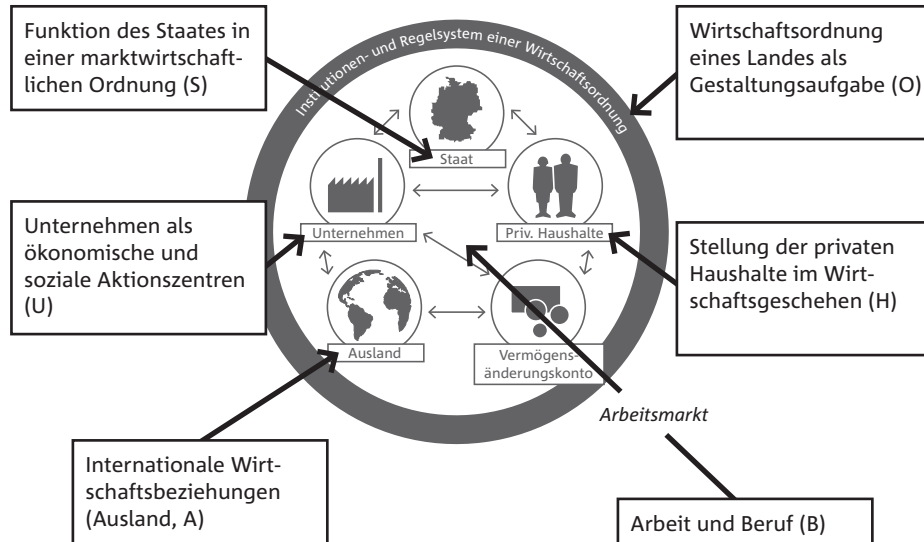 Funktion des Staates in
einer marktwirtschaft-
lichen Ordnung (S)
Institutionen- und Regelsystem einer Wirtschaftsordnung
Wirtschaftsordnung
eines Landes als
Gestaltungsaufgabe (O)
Staat
Unternehmen als
ökonomische und
soziale Aktionszentren
(U)
Unternehmen
Priv. Haushalte
Stellung der privaten
Haushalte im Wirt-
schaftsgeschehen (H)
Ausland
Vermögens-
änderungskonto
Arbeitsmarkt
Internationale Wirt-
schaftsbeziehungen
(Ausland, A)
Arbeit und Beruf (B)